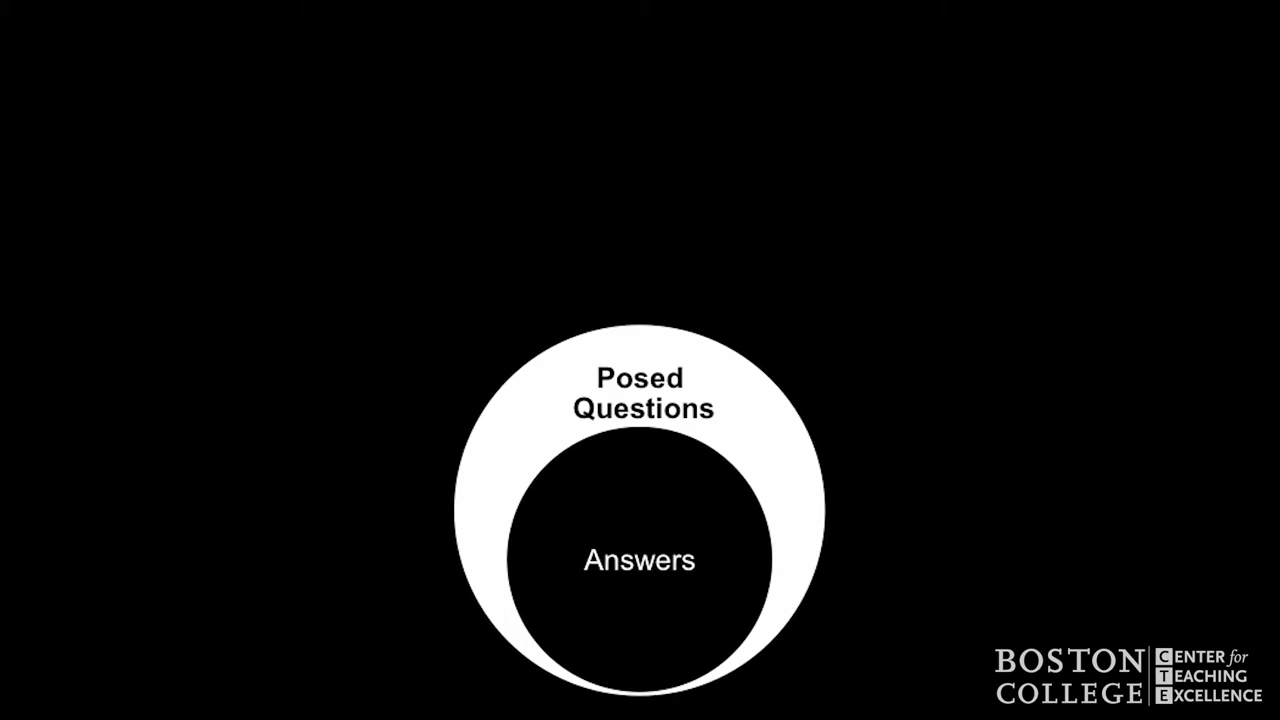 Posed
Questions
Answers
BOSTON
COLLEGE
CENTER for
TEACHING
EXCELLENCE